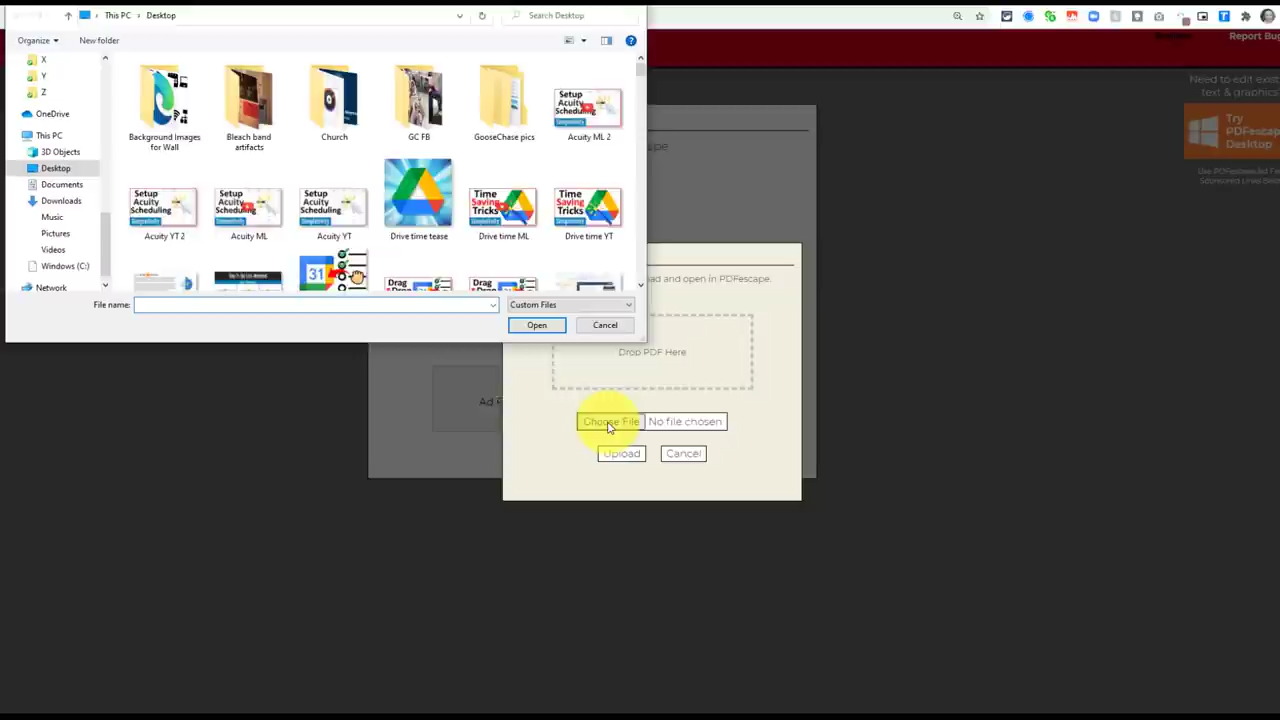 This PC › Desktop
Search Desktop
Organize
New folder
X
Y
Z
OneDrive
This PC
3D Objects
Desktop
Documents
Downloads
Music
Pictures
Videos
Windows (C:)
Network
Background Images for Wall
Bleach band artifacts
Church
GC FB
GooseChase pics
Setup Acuity Scheduling
Acuity ML 2
Setup Acuity Scheduling
Acuity YT 2
Setup Acuity Scheduling
Acuity ML
Setup Acuity Scheduling
Acuity YT
Drive time tease
Time Saving Tricks
Drive time ML
Time Saving Tricks
Drive time YT
31
Drag
Drag
File name:
Custom Files
Open
Cancel
Report Bug
Need to edit exist
text & graphics
Try PDFescape Desktop
ad and open in PDFescape.
Drop PDF Here
Choose File No file chosen
Upload
Cancel